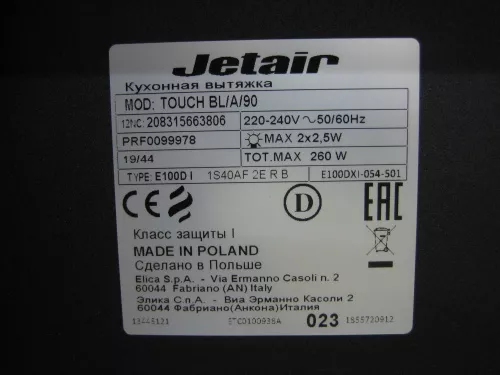 Jetair
Кухонная вытяжка
MOD: TOUCH BL/A/90
12NC: 208315663806 220-240V ~ 50/60Hz
PRF0099978 MAX 2x2,5W
19/44 TOT.MAX 260 W
TYPE: E100D I 1S40AF 2E R B E100DXI-054-S01
CE D EAC
Класс защиты I
MADE IN POLAND
Сделано в Польше
Elica S.p.A. - Via Ermanno Casoli n. 2
60044 Fabriano (AN) Italy
Элика С.п.А. - Виа Эрманно Касоли 2
60044 Фабриано(Анкона)Италия
023